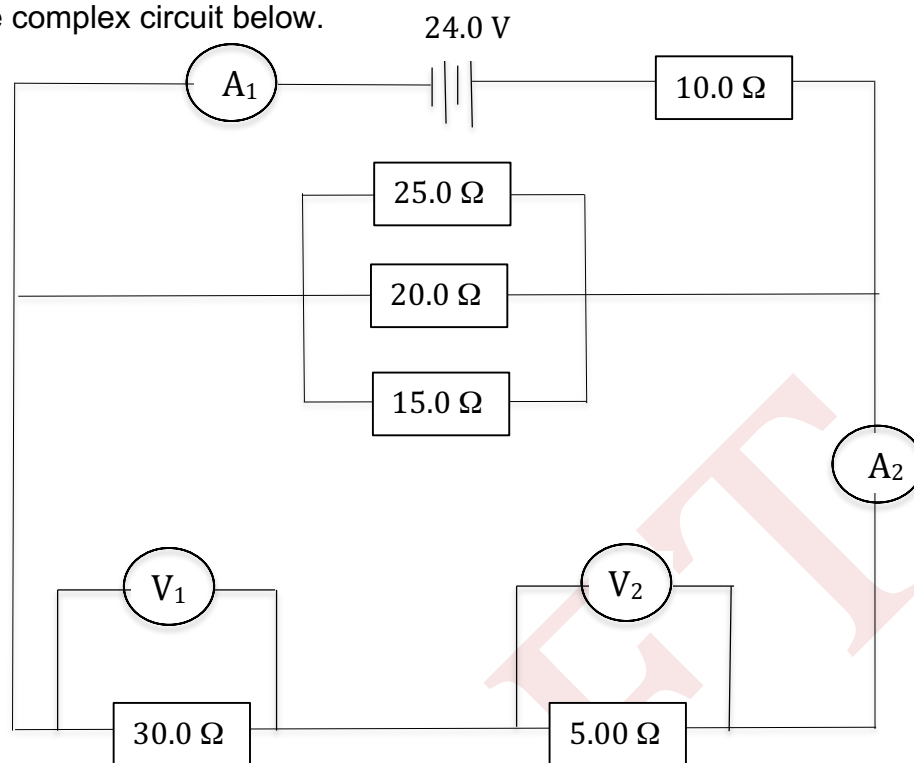 e complex circuit below.
24.0 V
A₁
10.0 Ω
25.0 Ω
20.0 Ω
15.0 Ω
A₂
V₁
V₂
30.0 Ω
5.00 Ω
FT